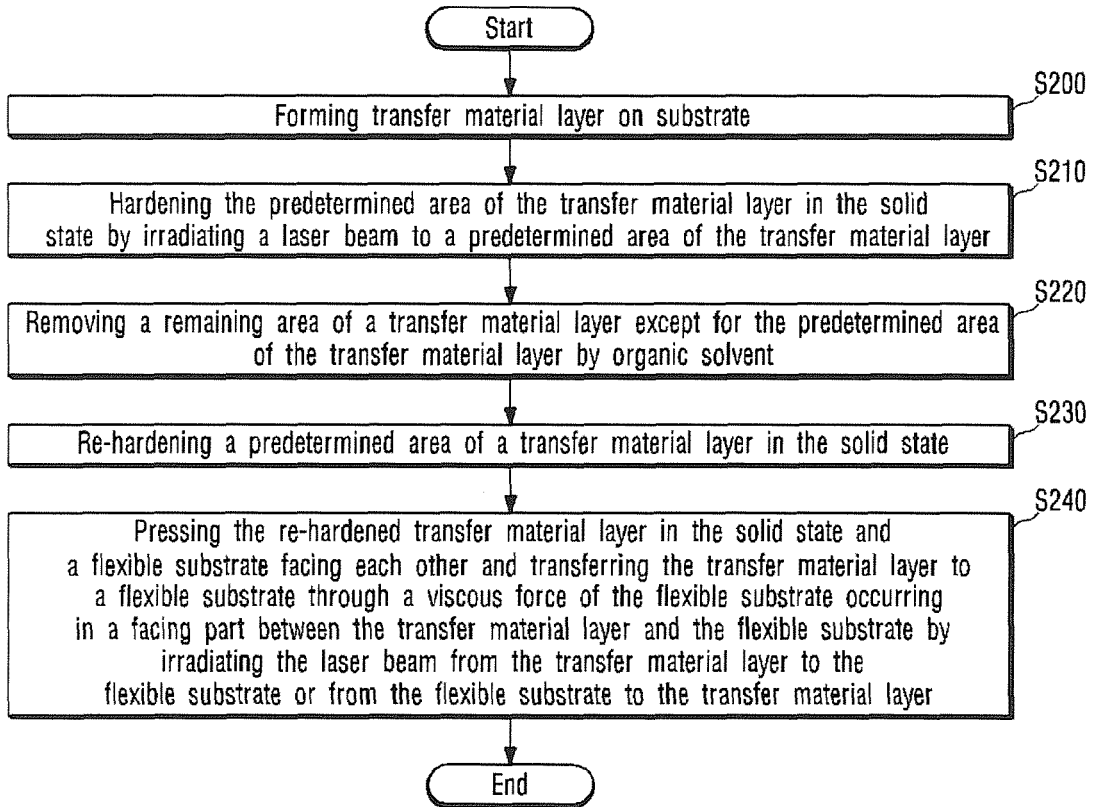 Start
S200
Forming transfer material layer on substrate
S210
Hardening the predetermined area of the transfer material layer in the solid
state by irradiating a laser beam to a predetermined area of the transfer material layer
S220
Removing a remaining area of a transfer material layer except for the predetermined area
of the transfer material layer by organic solvent
S230
Re-hardening a predetermined area of a transfer material layer in the solid state
S240
Pressing the re-hardened transfer material layer in the solid state and
a flexible substrate facing each other and transferring the transfer material layer to
a flexible substrate through a viscous force of the flexible substrate occurring
in a facing part between the transfer material layer and the flexible substrate by
irradiating the laser beam from the transfer material layer to the
flexible substrate or from the flexible substrate to the transfer material layer
End